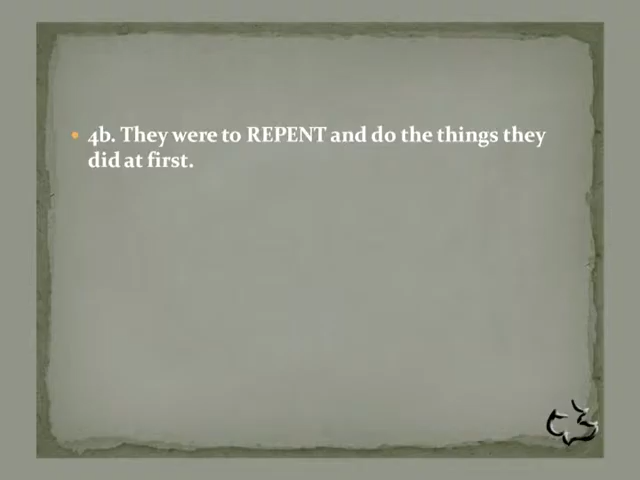 4b. They were to REPENT and do the things they
did at first.